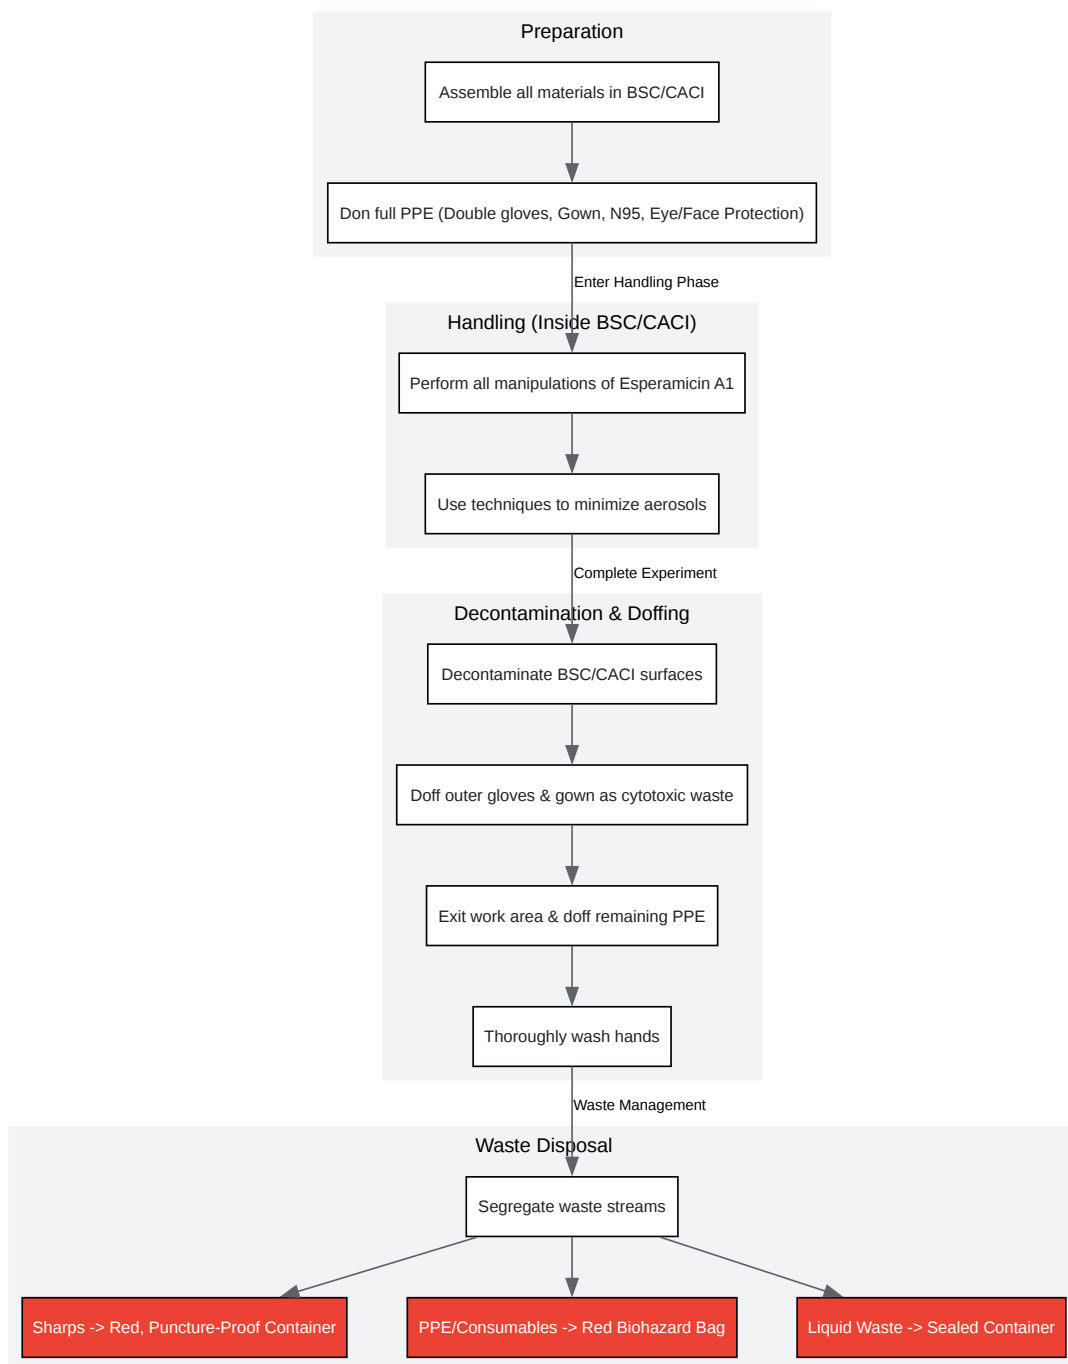 Preparation
Assemble all materials in BSC/CACI
Don full PPE (Double gloves, Gown, N95, Eye/Face Protection)
Enter Handling Phase
Handling (Inside BSC/CACI)
Perform all manipulations of Esperamicin A1
Use techniques to minimize aerosols
Complete Experiment
Decontamination & Doffing
Decontaminate BSC/CACI surfaces
Doff outer gloves & gown as cytotoxic waste
Exit work area & doff remaining PPE
Thoroughly wash hands
Waste Management
Waste Disposal
Segregate waste streams
Sharps -> Red, Puncture-Proof Container
PPE/Consumables -> Red Biohazard Bag
Liquid Waste -> Sealed Container